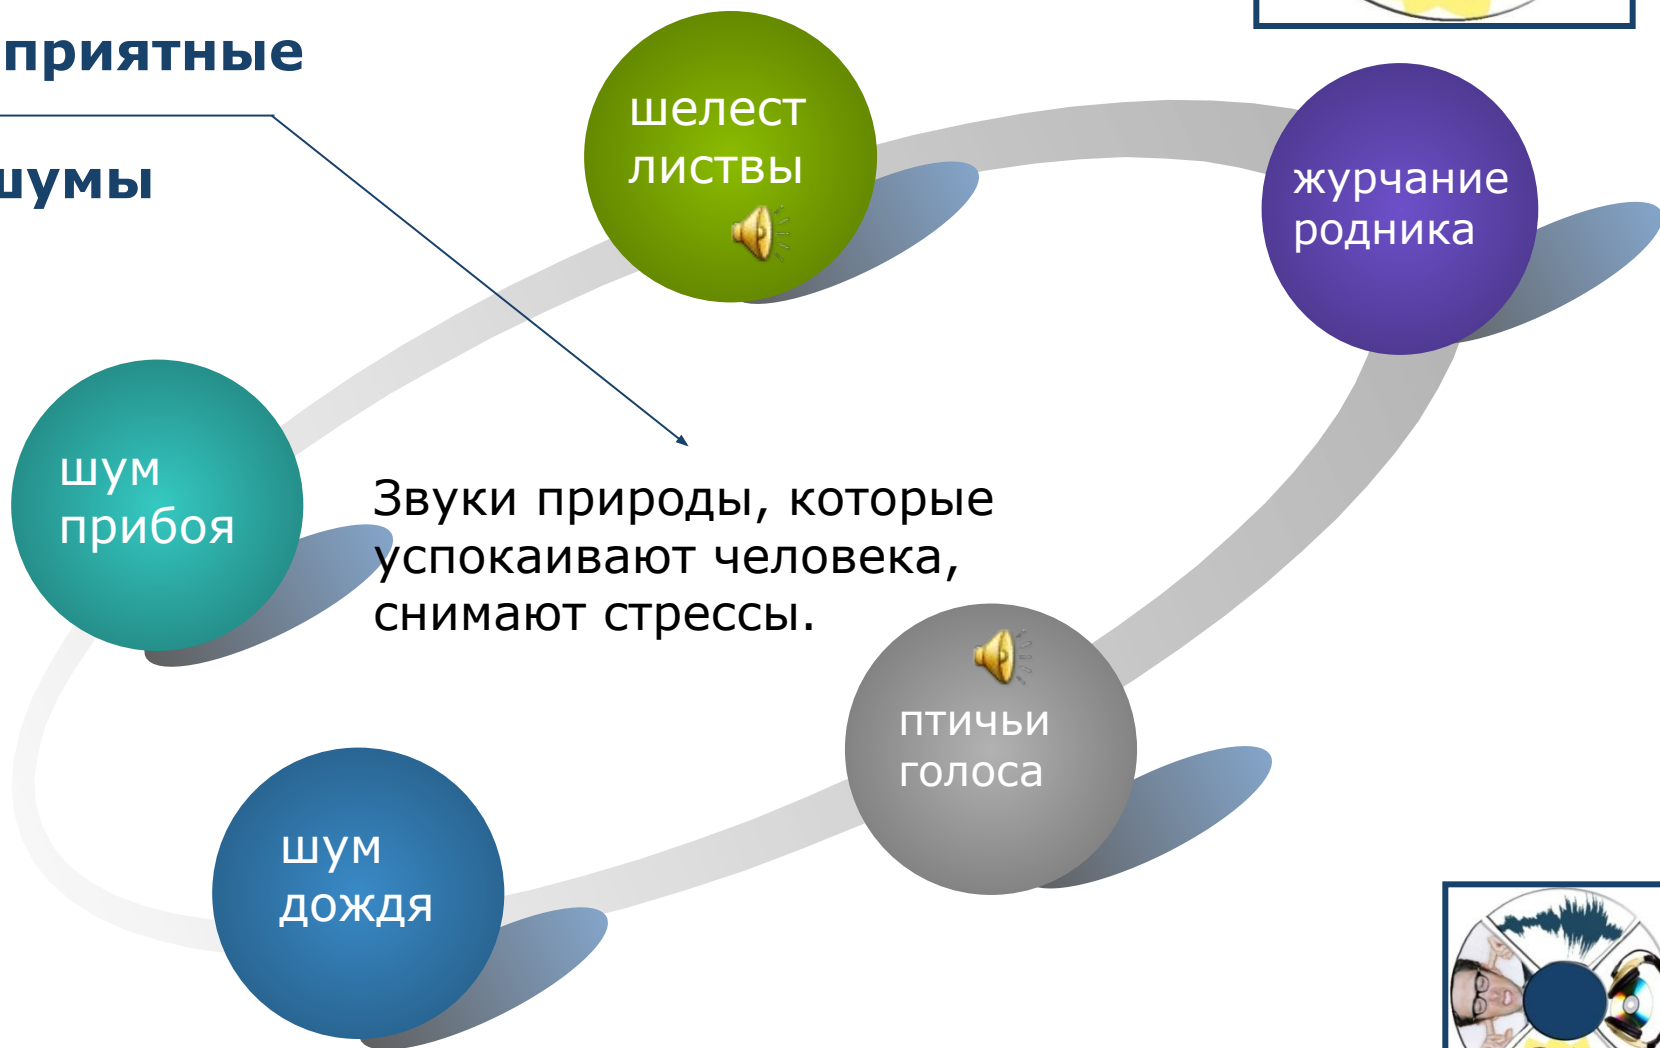 приятные
шумы
шелест
листвы
журчание
родника
шум
прибоя
Звуки природы, которые
успокаивают человека,
снимают стрессы.
птичьи
голоса
шум
дождя